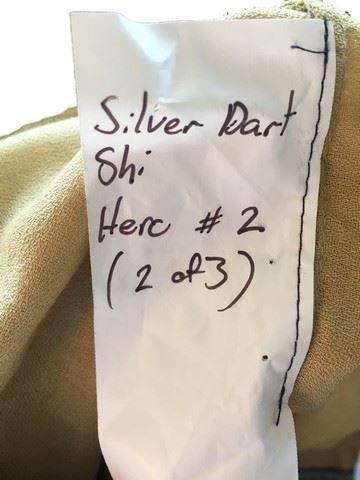 Silver Dart
Shi
Herc # 2
(2 of 3)